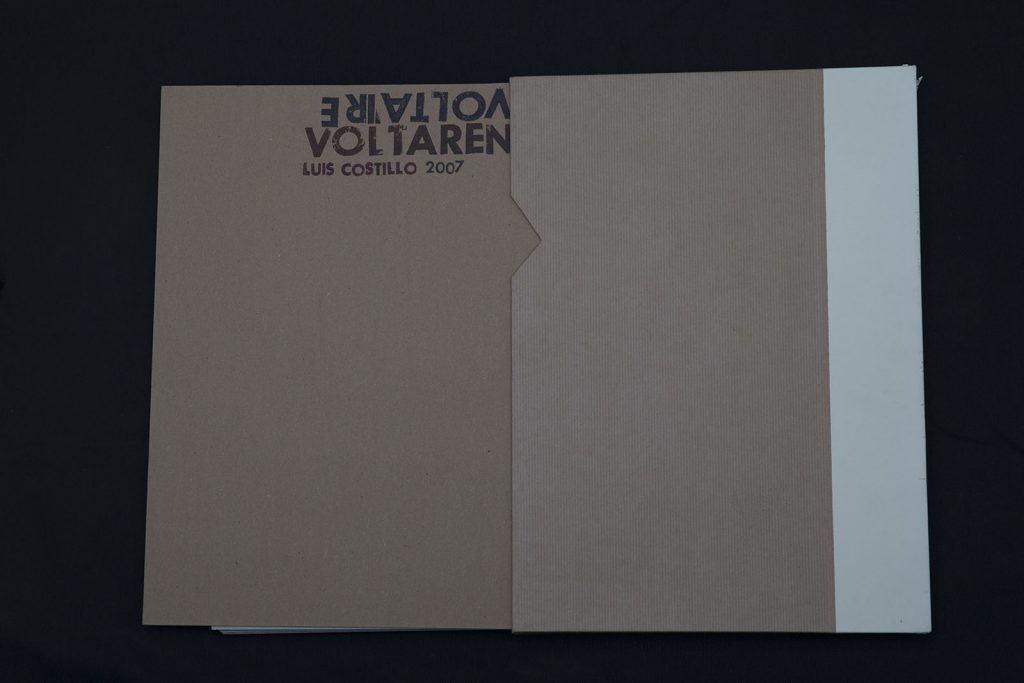 VOLTAIRE
VOLTAREN
LUIS COSTILLO 2007